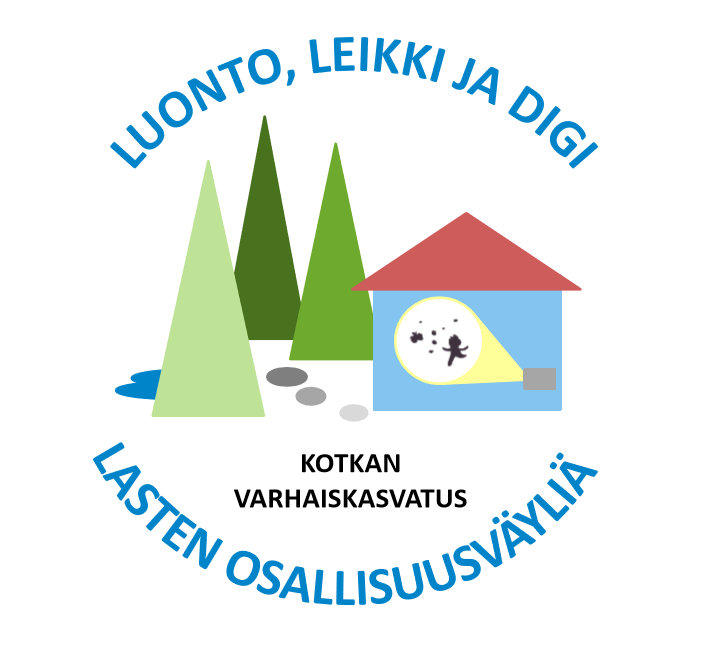 LUONTO, LEIKKI JA DIGI
KOTKAN
VARHAISKASVATUS
LASTEN OSALLISUUSVÄYLIÄ